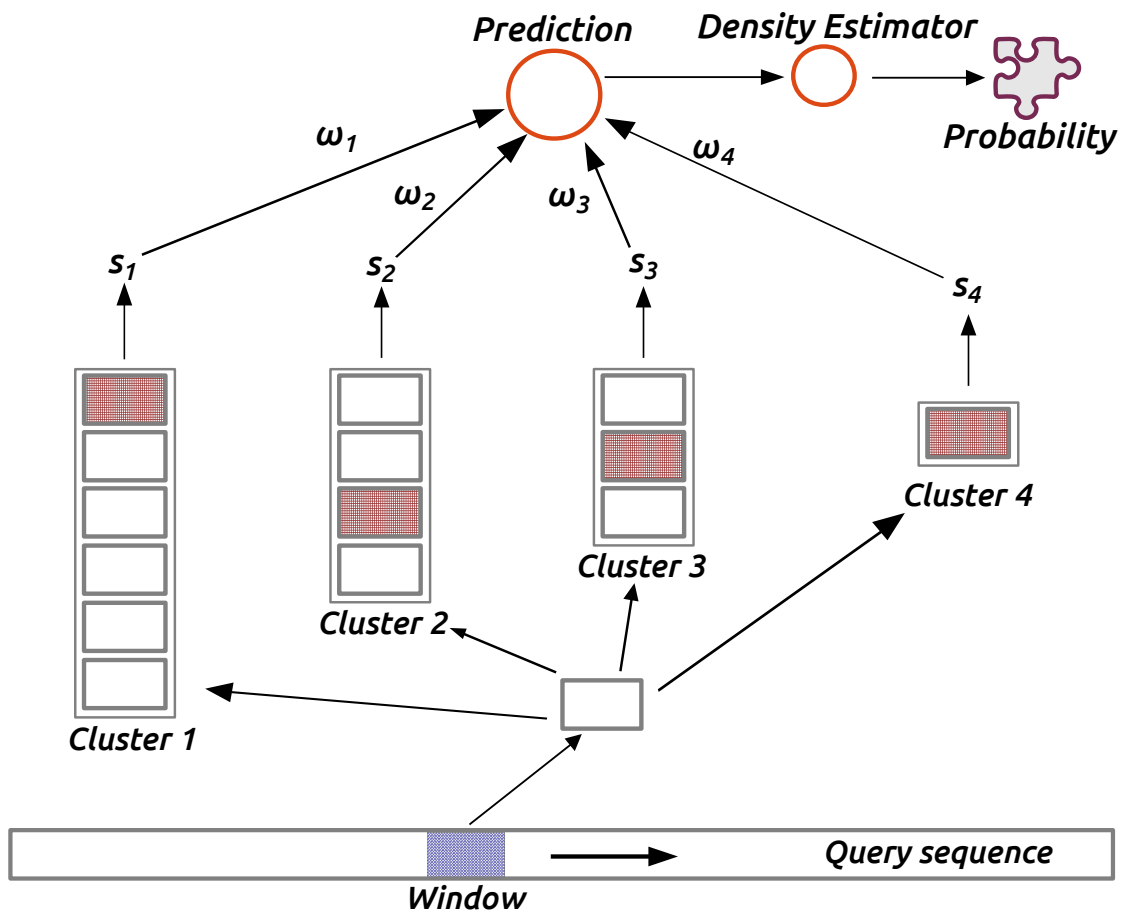 Prediction
Density Estimator
Probability
ω1
ω2
ω3
ω4
s1
s2
s3
s4
Cluster 4
Cluster 3
Cluster 2
Cluster 1
Query sequence
Window